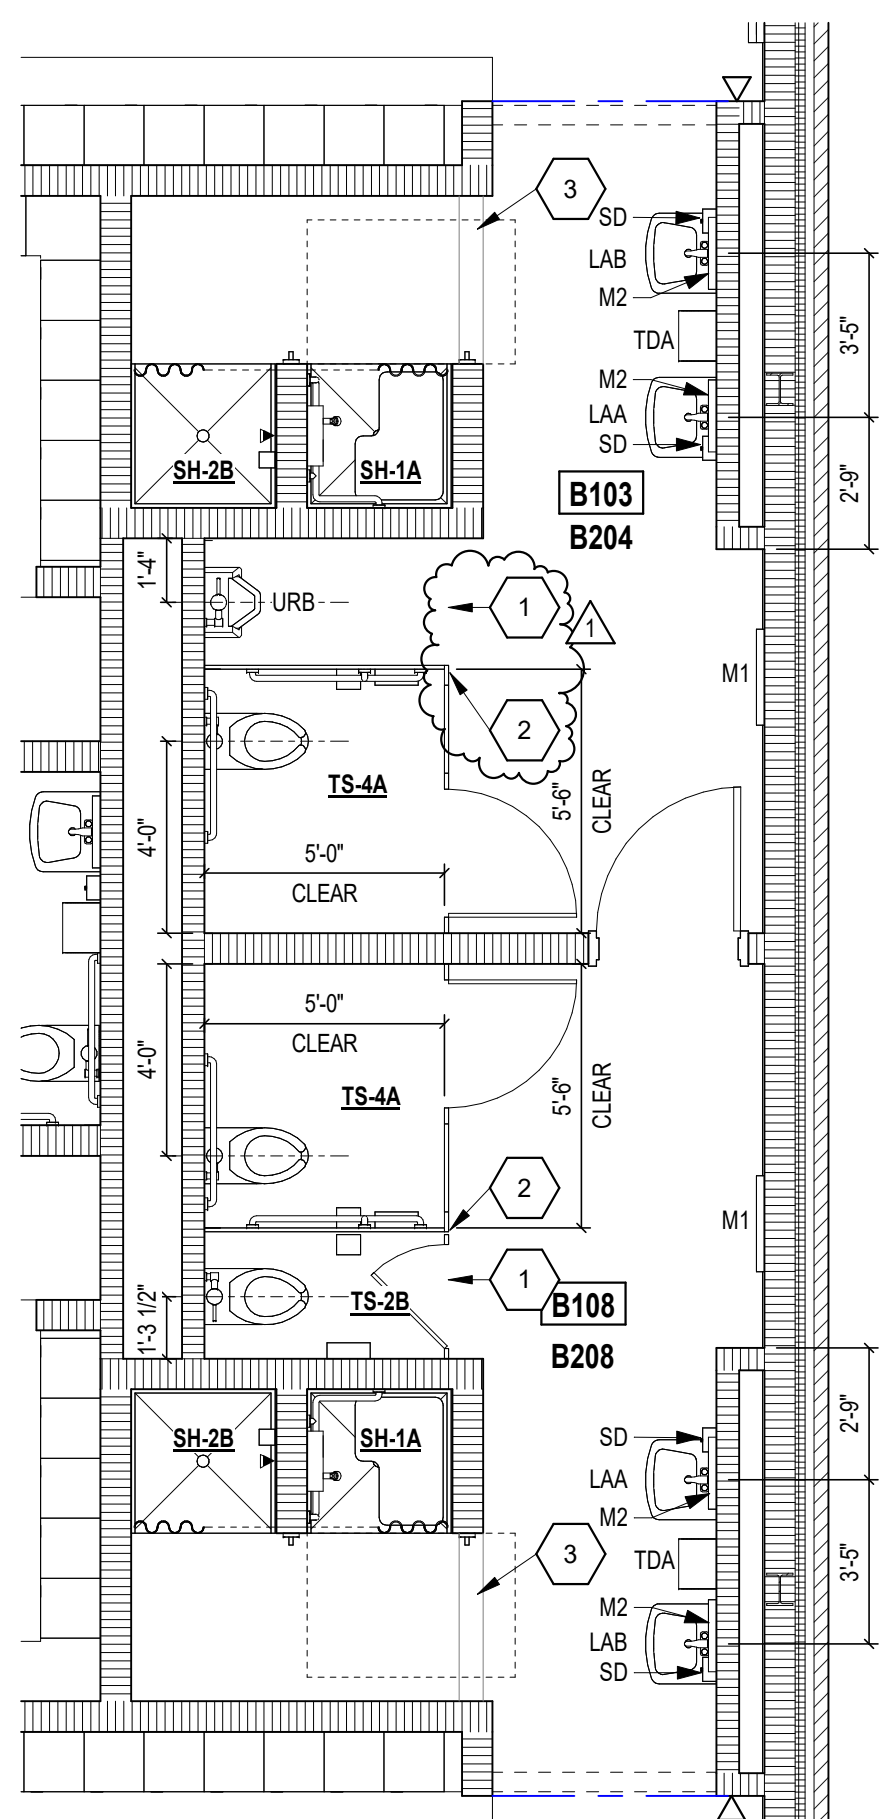 3
SD
LAB
M2
TDA
M2
LAA
SD
3'-5"
2'-9"
SH-2B
SH-1A
B103
B204
1'-4"
URB
1
1
2
M1
TS-4A
5'-6"
CLEAR
4'-0"
5'-0"
CLEAR
5'-0"
CLEAR
4'-0"
TS-4A
5'-6"
CLEAR
2
M1
1
TS-2B
B108
B208
1'-3 1/2"
SH-2B
SH-1A
SD
LAA
M2
TDA
M2
LAB
SD
2'-9"
3'-5"
3